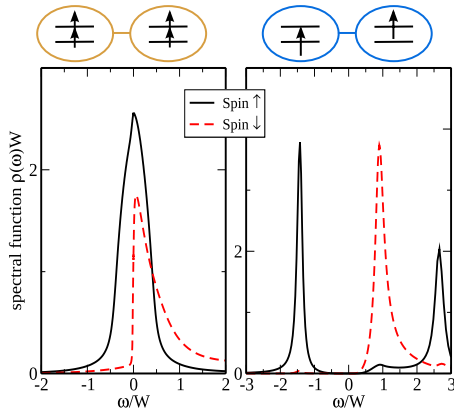 Spin ↑
Spin ↓
spectral function ρ(ω)W
2
0
-2 -1 0 1 2
ω/W
2
0
-3 -2 -1 0 1 2 3
ω/W